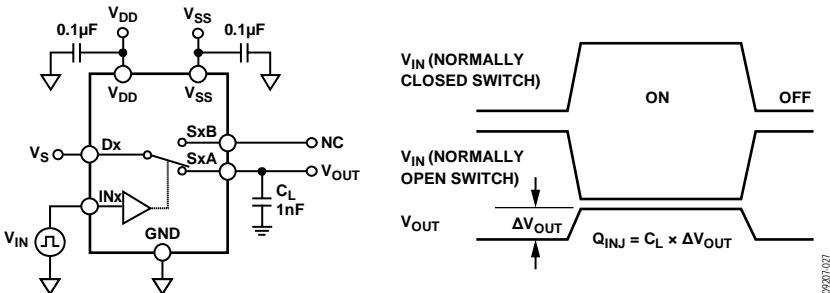 VDD
VSS
0.1µF
0.1µF
VDD
VSS
SxB
NC
VS
Dx
SxA
VOUT
INx
CL
1nF
VIN
GND
VIN (NORMALLY
CLOSED SWITCH)
ON
OFF
VIN (NORMALLY
OPEN SWITCH)
VOUT
ΔVOUT
QINJ = CL × ΔVOUT
09207-027